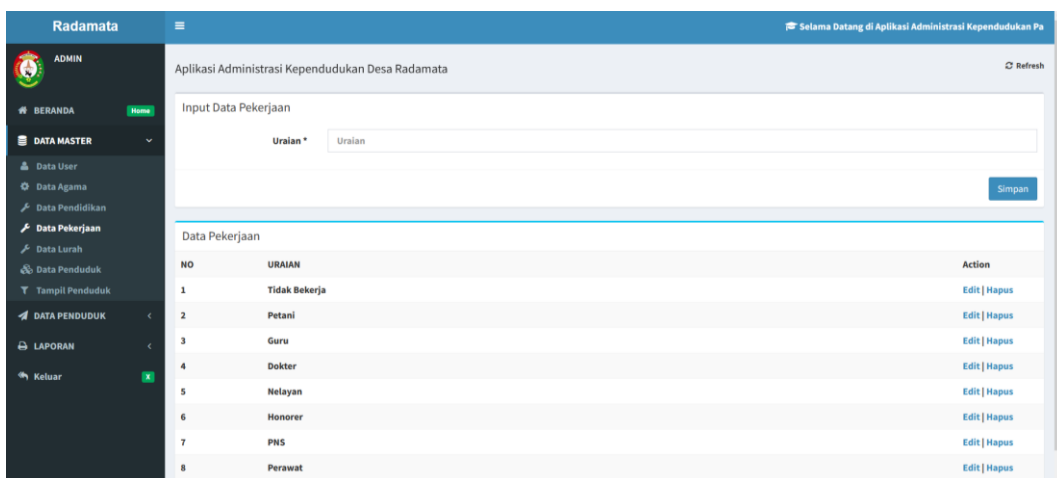 Radamata
Selama Datang di Aplikasi Administrasi Kependudukan Pa
ADMIN
Aplikasi Administrasi Kependudukan Desa Radamata
Refresh
BERANDA Home
DATA MASTER
Data User
Data Agama
Data Pendidikan
Data Pekerjaan
Data Lurah
Data Penduduk
Tampil Penduduk
DATA PENDUDUK
LAPORAN
Keluar x
Input Data Pekerjaan
Uraian * Uraian
Simpan
Data Pekerjaan
NO URAIAN Action
1 Tidak Bekerja Edit | Hapus
2 Petani Edit | Hapus
3 Guru Edit | Hapus
4 Dokter Edit | Hapus
5 Nelayan Edit | Hapus
6 Honorer Edit | Hapus
7 PNS Edit | Hapus
8 Perawat Edit | Hapus